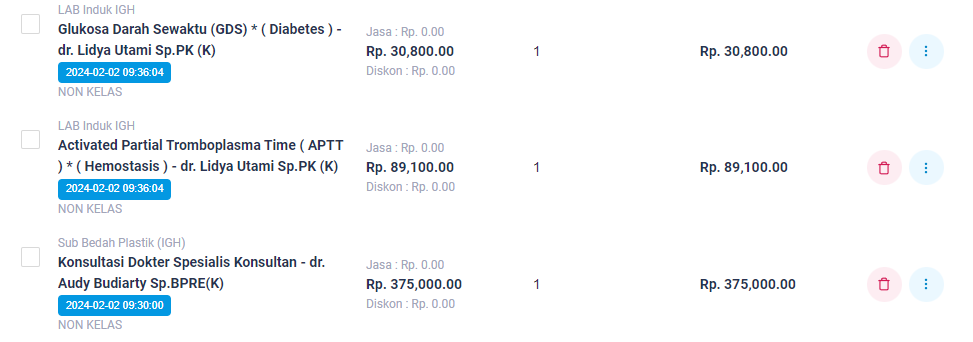 LAB Induk IGH
Glukosa Darah Sewaktu (GDS) * ( Diabetes ) -
dr. Lidya Utami Sp.PK (K)
2024-02-02 09:36:04
NON KELAS
Jasa : Rp. 0.00
Rp. 30,800.00
Diskon : Rp. 0.00
1
Rp. 30,800.00
LAB Induk IGH
Activated Partial Tromboplasma Time ( APTT
) * ( Hemostasis ) - dr. Lidya Utami Sp.PK (K)
2024-02-02 09:36:04
NON KELAS
Jasa : Rp. 0.00
Rp. 89,100.00
Diskon : Rp. 0.00
1
Rp. 89,100.00
Sub Bedah Plastik (IGH)
Konsultasi Dokter Spesialis Konsultan - dr.
Audy Budiarty Sp.BPRE(K)
2024-02-02 09:30:00
NON KELAS
Jasa : Rp. 0.00
Rp. 375,000.00
Diskon : Rp. 0.00
1
Rp. 375,000.00